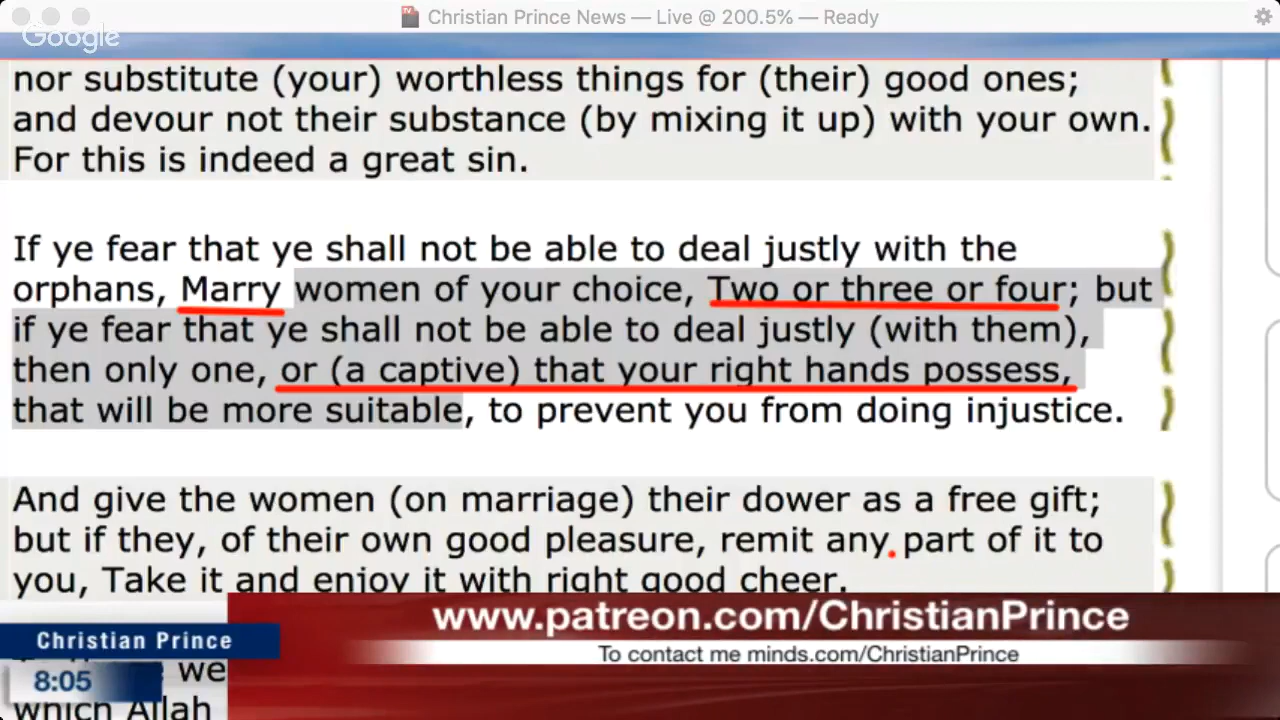 Christian Prince News — Live @ 200.5% — Ready
Google
nor substitute (your) worthless things for (their) good ones;
and devour not their substance (by mixing it up) with your own.
For this is indeed a great sin.
If ye fear that ye shall not be able to deal justly with the
orphans, Marry women of your choice, Two or three or four; but
if ye fear that ye shall not be able to deal justly (with them),
then only one, or (a captive) that your right hands possess,
that will be more suitable, to prevent you from doing injustice.
And give the women (on marriage) their dower as a free gift;
but if they, of their own good pleasure, remit any part of it to
you, Take it and enjoy it with right good cheer.
www.patreon.com/ChristianPrince
Christian Prince
To contact me minds.com/ChristianPrince
8:05
we
which Allah